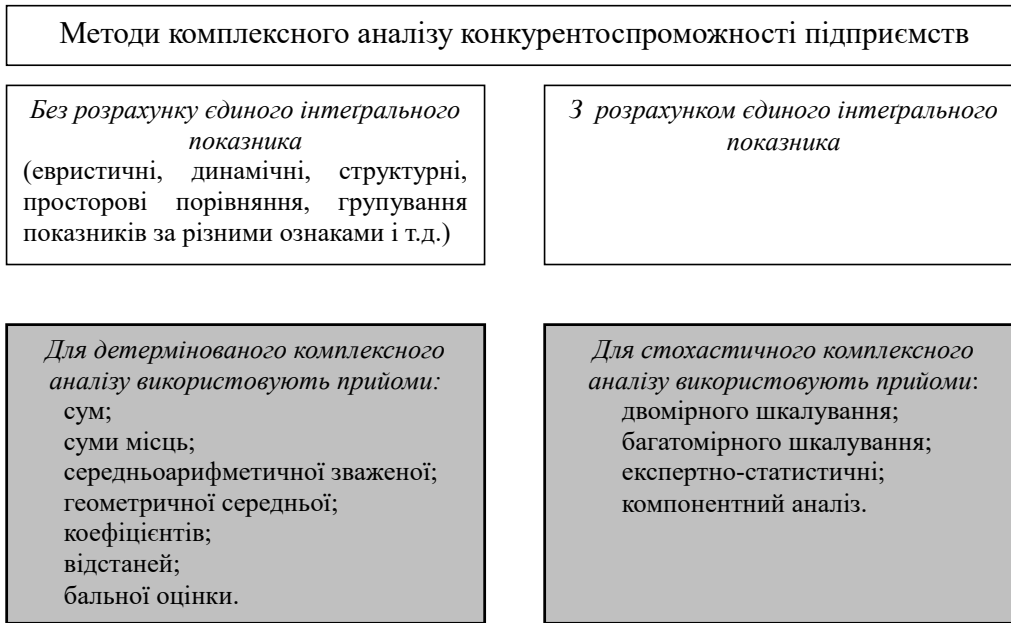 Методи комплексного аналізу конкурентоспроможності підприємств
Без розрахунку єдиного інтеґрального
показника
(евристичні, динамічні, структурні,
просторові порівняння, групування
показників за різними ознаками і т.д.)
З розрахунком єдиного інтеґрального
показника
Для детермінованого комплексного
аналізу використовують прийоми:
сум;
суми місць;
середньоарифметичної зваженої;
геометричної середньої;
коефіцієнтів;
відстаней;
бальної оцінки.
Для стохастичного комплексного
аналізу використовують прийоми:
двомірного шкалування;
багатомірного шкалування;
експертно-статистичні;
компонентний аналіз.